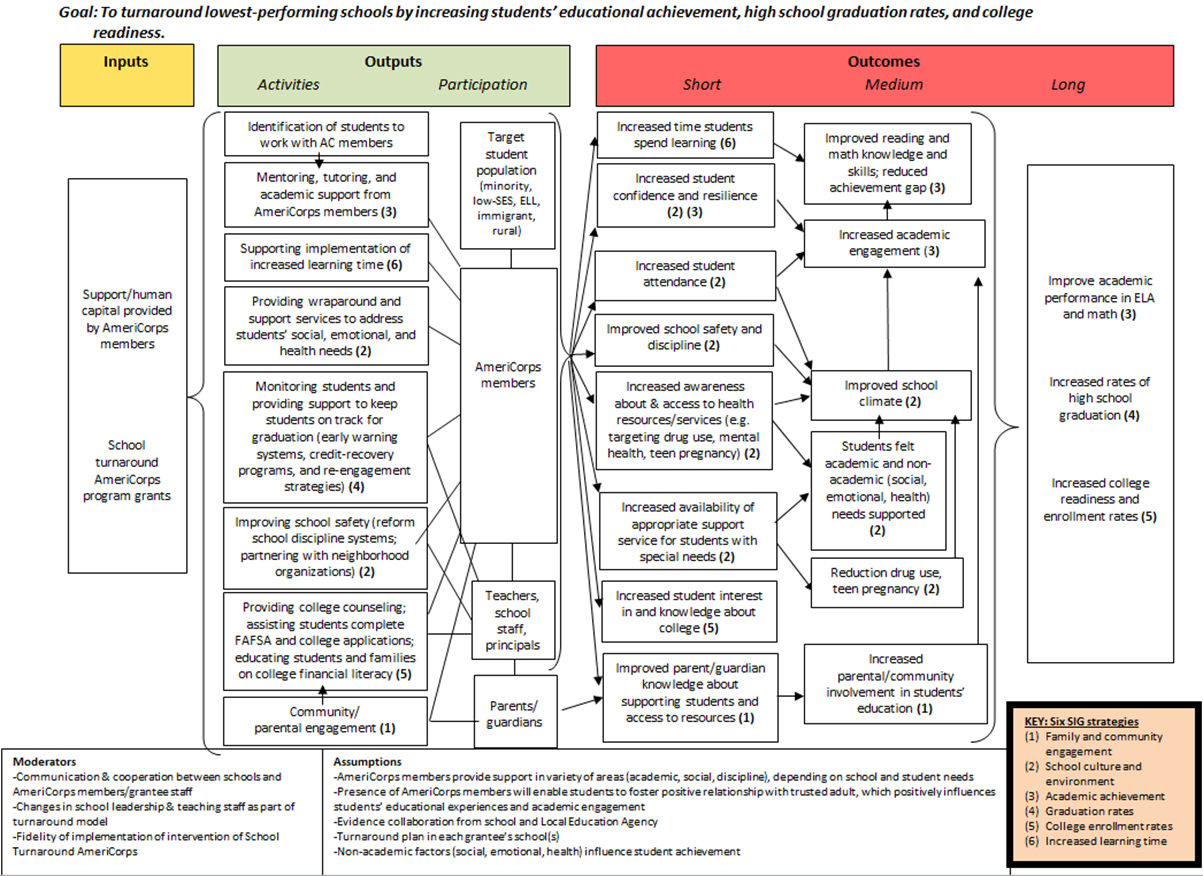 Goal: To turnaround lowest-performing schools by increasing students' educational achievement, high school graduation rates, and college
readiness.
Inputs
Outputs
Activities
Participation
Outcomes
Short
Medium
Long
Support/human
capital provided
by AmeriCorps
members
School
turnaround
AmeriCorps
program grants
Identification of students to
work with AC members
Mentoring, tutoring, and
academic support from
AmeriCorps members (3)
Supporting implementation of
increased learning time (6)
Providing wraparound and
support services to address
students' social, emotional, and
health needs (2)
Monitoring students and
providing support to keep
students on track for
graduation (early warning
systems, credit-recovery
programs, and re-engagement
strategies) (4)
Improving school safety (reform
school discipline systems;
partnering with neighborhood
organizations) (2)
Providing college counseling;
assisting students complete
FAFSA and college applications;
educating students and families
on college financial literacy (5)
Community/
parental engagement (1)
Target
student
population
(minority,
low-SES, ELL,
immigrant,
rural)
AmeriCorps
members
Teachers,
school
staff,
principals
Parents/
guardians
Increased time students
spend learning (6)
Increased student
confidence and resilience
(2) (3)
Increased student
attendance (2)
Improved school safety and
discipline (2)
Increased awareness
about & access to health
resources/services (e.g.
targeting drug use, mental
health, teen pregnancy) (2)
Increased availability of
appropriate support
service for students with
special needs (2)
Increased student interest
in and knowledge about
college (5)
Improved parent/guardian
knowledge about
supporting students and
access to resources (1)
Improved reading and
math knowledge and
skills; reduced
achievement gap (3)
Increased academic
engagement (3)
Improved school
climate (2)
Students felt
academic and non-
academic (social,
emotional, health)
needs supported
(2)
Reduction drug use,
teen pregnancy (2)
Increased
parental/community
involvement in students'
education (1)
Improve academic
performance in ELA
and math (3)
Increased rates of
high school
graduation (4)
Increased college
readiness and
enrollment rates (5)
Moderators
-Communication & cooperation between schools and
AmeriCorps members/grantee staff
-Changes in school leadership & teaching staff as part of
turnaround model
-Fidelity of implementation of intervention of School
Turnaround AmeriCorps
Assumptions
-AmeriCorps members provide support in variety of areas (academic, social, discipline), depending on school and student needs
-Presence of AmeriCorps members will enable students to foster positive relationship with trusted adult, which positively influences
students' educational experiences and academic engagement
-Evidence collaboration from school and Local Education Agency
-Turnaround plan in each grantee's school(s)
-Non-academic factors (social, emotional, health) influence student achievement
KEY: Six SIG strategies
(1) Family and community
engagement
(2) School culture and
environment
(3) Academic achievement
(4) Graduation rates
(5) College enrollment rates
(6) Increased learning time